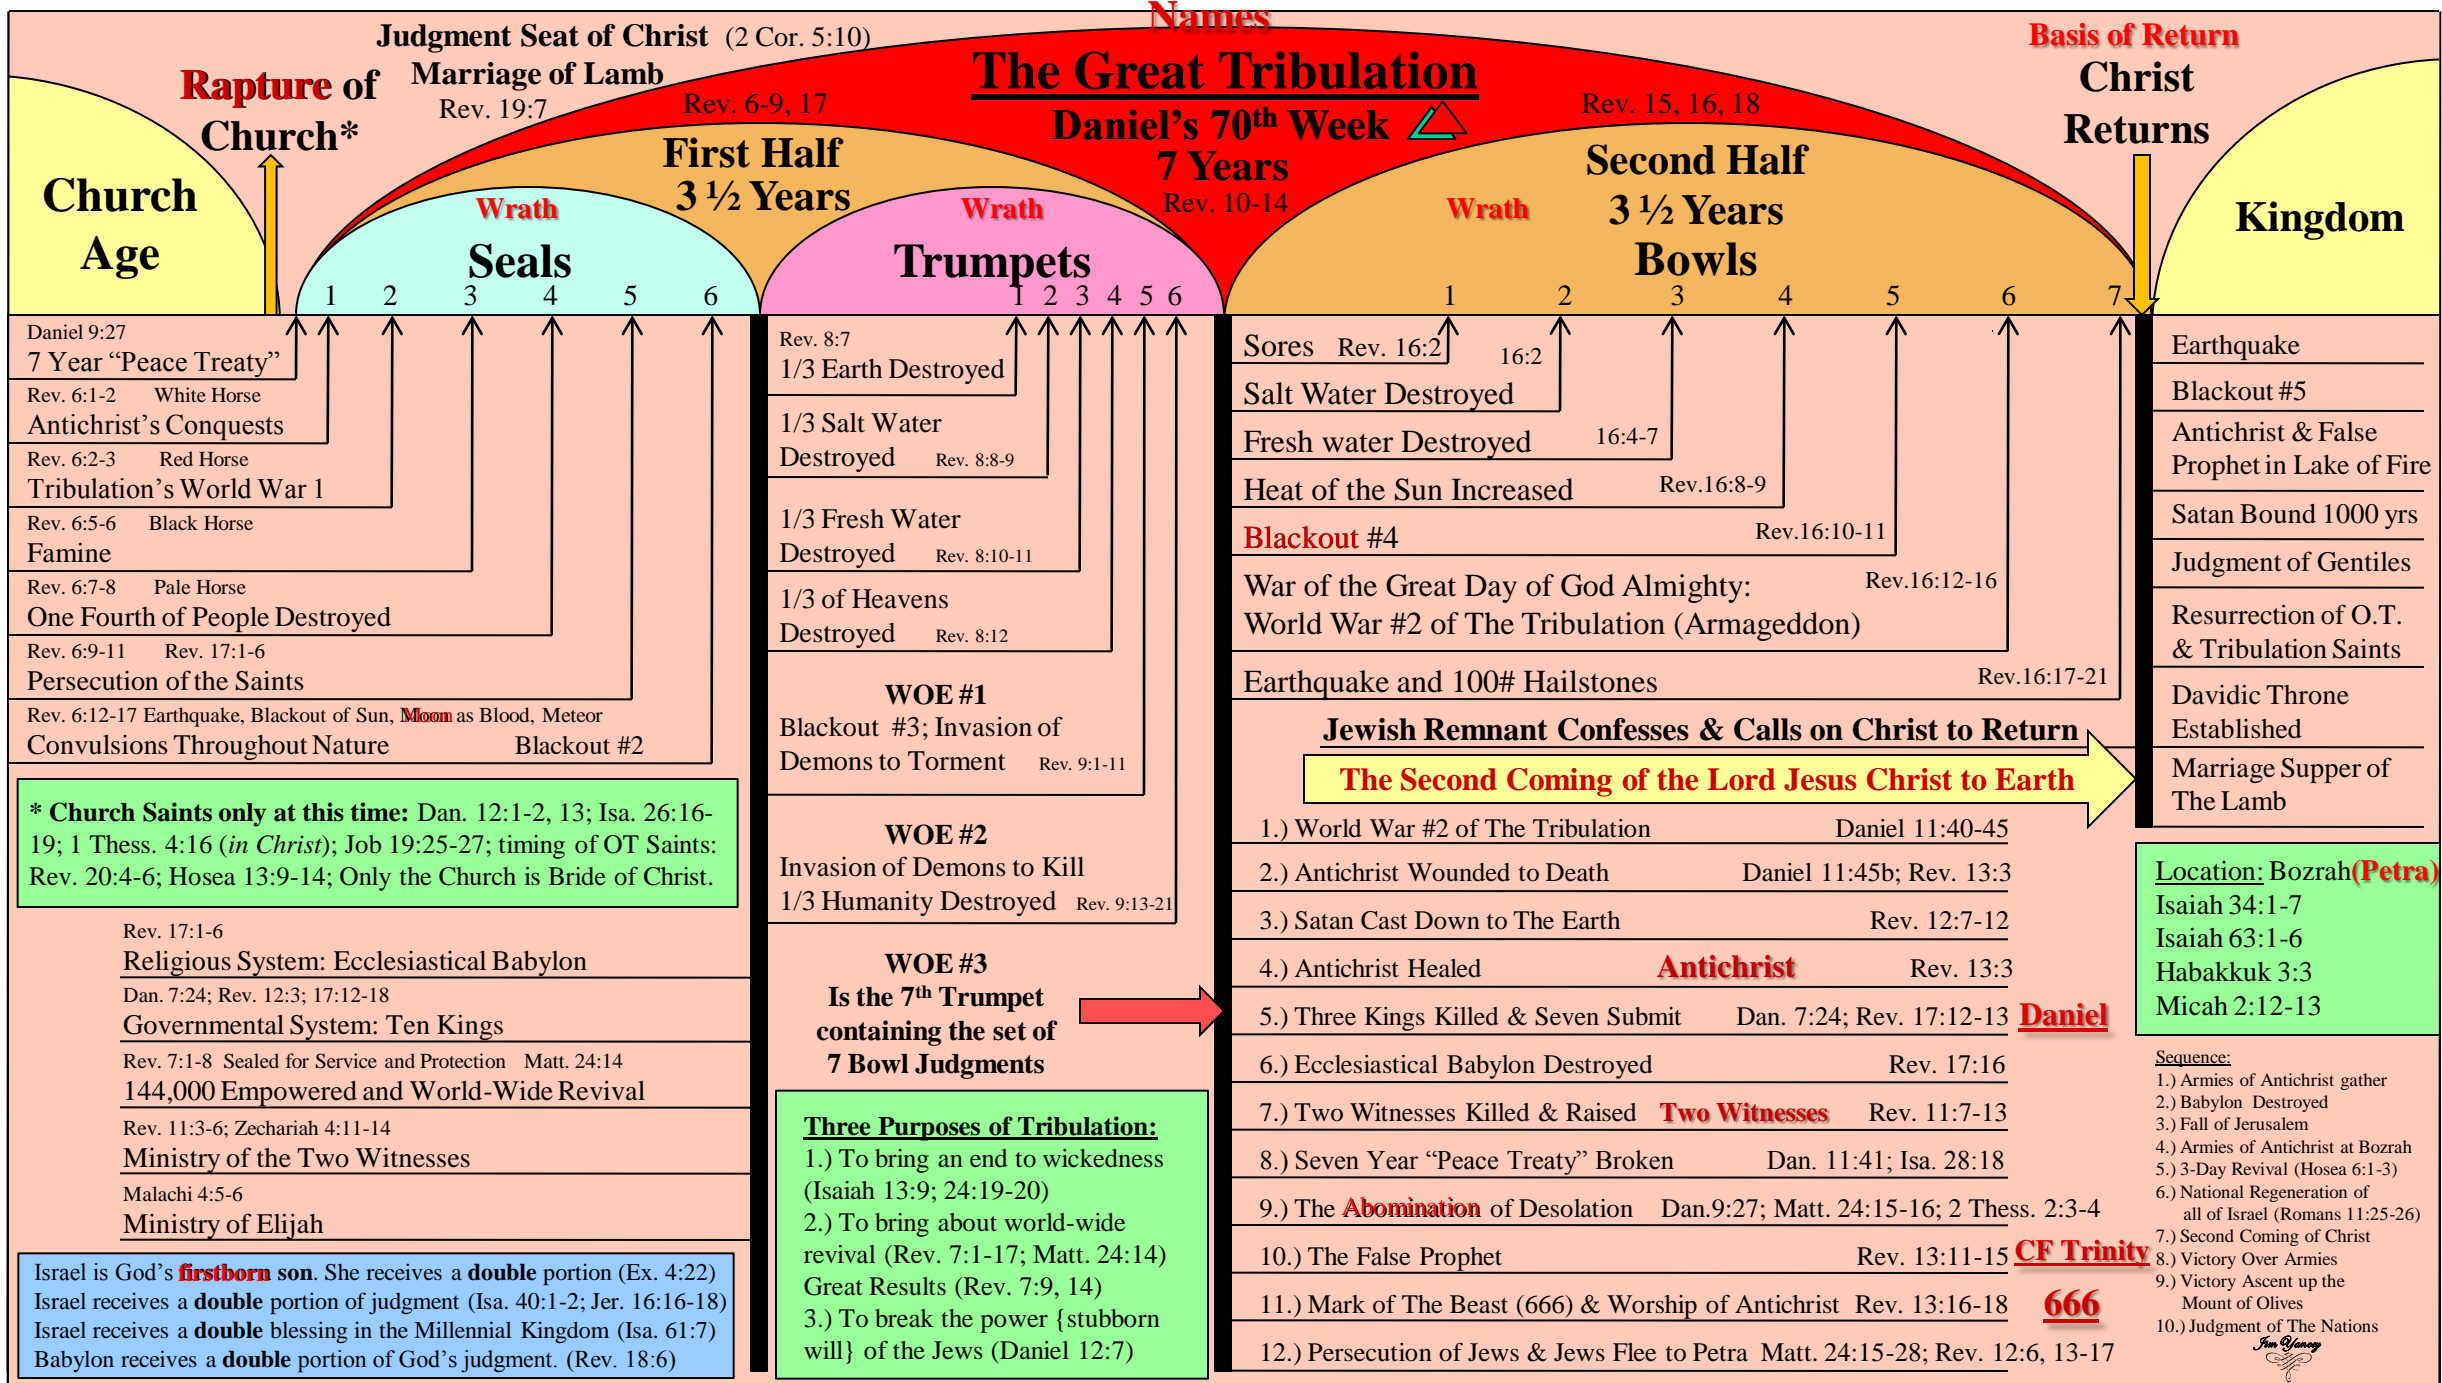 Names
Judgment Seat of Christ (2 Cor. 5:10)
Marriage of Lamb
Rev. 19:7
Rapture of
Church*
Church
Age
The Great Tribulation
Daniel's 70th Week
7 Years
Rev. 10-14
Rev. 6-9, 17
First Half
3 ½ Years
Rev. 15, 16, 18
Second Half
3 ½ Years
Bowls
Wrath
Seals
Wrath
Trumpets
Wrath
Basis of Return
Christ
Returns
Kingdom
1 2 3 4 5 6
1 2 3 4 5 6
1 2 3 4 5 6 7
Daniel 9:27
7 Year “Peace Treaty”
Rev. 6:1-2 White Horse
Antichrist's Conquests
Rev. 6:2-3 Red Horse
Tribulation's World War 1
Rev. 6:5-6 Black Horse
Famine
Rev. 6:7-8 Pale Horse
One Fourth of People Destroyed
Rev. 6:9-11 Rev. 17:1-6
Persecution of the Saints
Rev. 6:12-17 Earthquake, Blackout of Sun, Moon as Blood, Meteor
Convulsions Throughout Nature Blackout #2
* Church Saints only at this time: Dan. 12:1-2, 13; Isa. 26:16-
19; 1 Thess. 4:16 (in Christ); Job 19:25-27; timing of OT Saints:
Rev. 20:4-6; Hosea 13:9-14; Only the Church is Bride of Christ.
Rev. 17:1-6
Religious System: Ecclesiastical Babylon
Dan. 7:24; Rev. 12:3; 17:12-18
Governmental System: Ten Kings
Rev. 7:1-8 Sealed for Service and Protection Matt. 24:14
144,000 Empowered and World-Wide Revival
Rev. 11:3-6; Zechariah 4:11-14
Ministry of the Two Witnesses
Malachi 4:5-6
Ministry of Elijah
Israel is God's firstborn son. She receives a double portion (Ex. 4:22)
Israel receives a double portion of judgment (Isa. 40:1-2; Jer. 16:16-18)
Israel receives a double blessing in the Millennial Kingdom (Isa. 61:7)
Babylon receives a double portion of God's judgment. (Rev. 18:6)
Rev. 8:7
1/3 Earth Destroyed
1/3 Salt Water
Destroyed Rev. 8:8-9
1/3 Fresh Water
Destroyed Rev. 8:10-11
1/3 of Heavens
Destroyed Rev. 8:12
WOE #1
Blackout #3; Invasion of
Demons to Torment Rev. 9:1-11
WOE #2
Invasion of Demons to Kill
1/3 Humanity Destroyed Rev. 9:13-21
WOE #3
Is the 7th Trumpet
containing the set of
7 Bowl Judgments
Three Purposes of Tribulation:
1.) To bring an end to wickedness
(Isaiah 13:9; 24:19-20)
2.) To bring about world-wide
revival (Rev. 7:1-17; Matt. 24:14)
Great Results (Rev. 7:9, 14)
3.) To break the power {stubborn
will} of the Jews (Daniel 12:7)
Sores Rev. 16:2
16:2
Salt Water Destroyed
Fresh water Destroyed 16:4-7
Heat of the Sun Increased Rev.16:8-9
Blackout #4 Rev.16:10-11
War of the Great Day of God Almighty: Rev.16:12-16
World War #2 of The Tribulation (Armageddon)
Earthquake and 100# Hailstones Rev.16:17-21
Jewish Remnant Confesses & Calls on Christ to Return
The Second Coming of the Lord Jesus Christ to Earth
1.) World War #2 of The Tribulation Daniel 11:40-45
2.) Antichrist Wounded to Death Daniel 11:45b; Rev. 13:3
3.) Satan Cast Down to The Earth Rev. 12:7-12
4.) Antichrist Healed Antichrist Rev. 13:3
5.) Three Kings Killed & Seven Submit Dan. 7:24; Rev. 17:12-13 Daniel
6.) Ecclesiastical Babylon Destroyed Rev. 17:16
7.) Two Witnesses Killed & Raised Two Witnesses Rev. 11:7-13
8.) Seven Year “Peace Treaty” Broken Dan. 11:41; Isa. 28:18
9.) The Abomination of Desolation Dan.9:27; Matt. 24:15-16; 2 Thess. 2:3-4
10.) The False Prophet Rev. 13:11-15 CF Trinity
11.) Mark of The Beast (666) & Worship of Antichrist Rev. 13:16-18 666
12.) Persecution of Jews & Jews Flee to Petra Matt. 24:15-28; Rev. 12:6, 13-17
Earthquake
Blackout #5
Antichrist & False
Prophet in Lake of Fire
Satan Bound 1000 yrs
Judgment of Gentiles
Resurrection of O.T.
& Tribulation Saints
Davidic Throne
Established
Marriage Supper of
The Lamb
Location: Bozrah(Petra)
Isaiah 34:1-7
Isaiah 63:1-6
Habakkuk 3:3
Micah 2:12-13
Sequence:
1.) Armies of Antichrist gather
2.) Babylon Destroyed
3.) Fall of Jerusalem
4.) Armies of Antichrist at Bozrah
5.) 3-Day Revival (Hosea 6:1-3)
6.) National Regeneration of
all of Israel (Romans 11:25-26)
7.) Second Coming of Christ
8.) Victory Over Armies
9.) Victory Ascent up the
Mount of Olives
10.) Judgment of The Nations
Jim Yancey